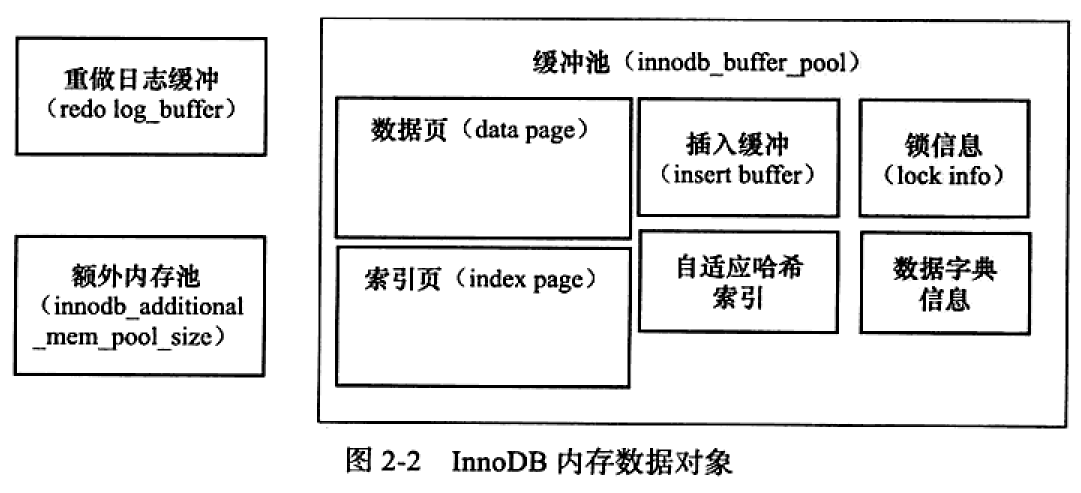 重做日志缓冲
（redo log_buffer）
额外内存池
（innodb_additional
_mem_pool_size）
缓冲池（innodb_buffer_pool）
数据页（data page）
插入缓冲
（insert buffer）
锁信息
（lock info）
索引页（index page）
自适应哈希
索引
数据字典
信息
图 2-2 InnoDB 内存数据对象